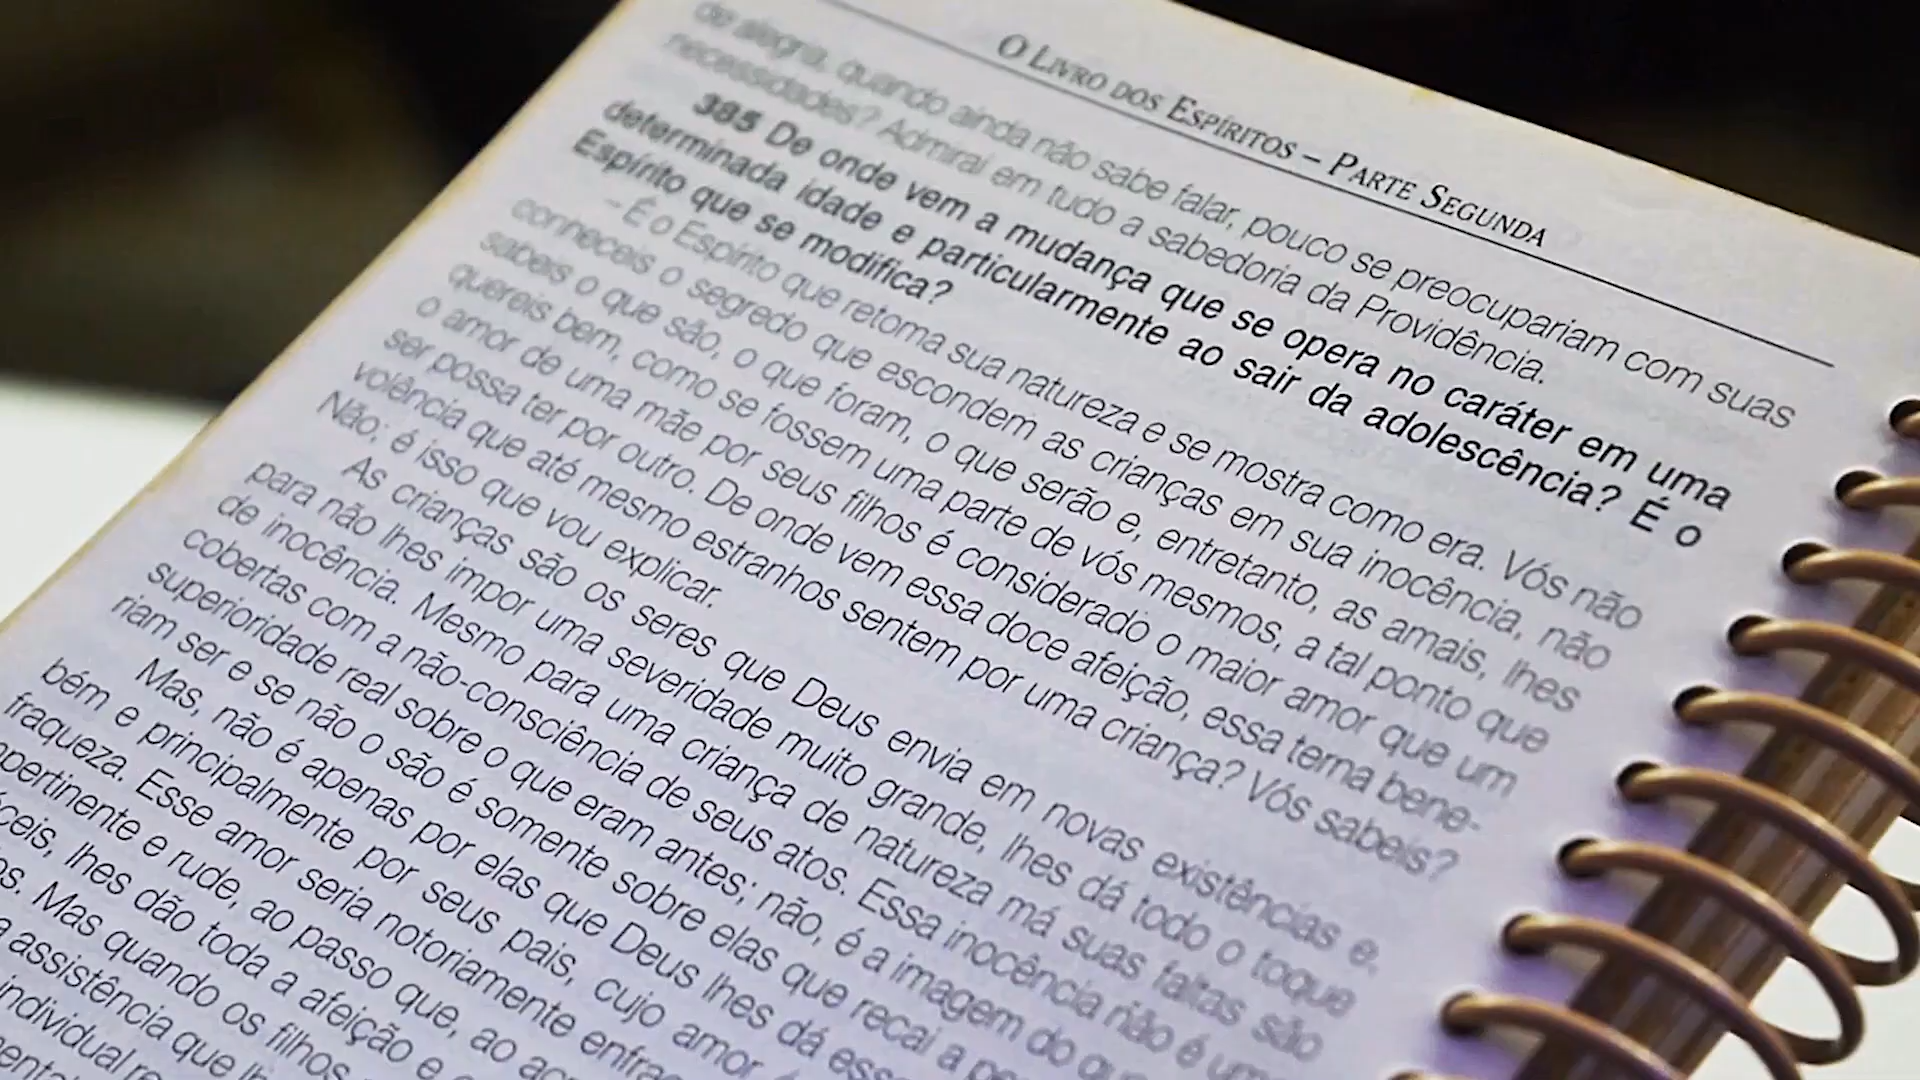 O LIVRO DOS ESPÍRITOS – PARTE SEGUNDA
de alegra, quando ainda não sabe falar, pouco se preocupariam com suas
necessidades? Admirai em tudo a sabedoria da Providência.
385 De onde vem a mudança que se opera no caráter em uma
determinada idade e particularmente ao sair da adolescência? É o
Espírito que se modifica?
– É o Espírito que retoma sua natureza e se mostra como era. Vós não
conheceis o segredo que escondem as crianças em sua inocência, não
sabeis o que são, o que foram, o que serão e, entretanto, as amais, lhes
quereis bem, como se fossem uma parte de vós mesmos, a tal ponto que
o amor de uma mãe por seus filhos é considerado o maior amor que um
ser possa ter por outro. De onde vem essa doce afeição, essa terna bene-
volência que até mesmo estranhos sentem por uma criança? Vós sabeis?
Não; é isso que vou explicar.
As crianças são os seres que Deus envia em novas existências e,
para não lhes impor uma severidade muito grande, lhes dá todo o toque
de inocência. Mesmo para uma criança de natureza má suas faltas são
cobertas com a não-consciência de seus atos. Essa inocência não é uma
superioridade real sobre o que eram antes; não, é a imagem do que
riam ser e se não o são é somente sobre elas que recai a
Mas, não é apenas por elas que Deus lhes dá
bém e principalmente por seus pais, cujo amor
fraqueza. Esse amor seria notoriamente
pertinente e rude, ao passo que, ao
ceis, lhes dão toda a afeição e
os. Mas quando os filhos
a assistência que
individual